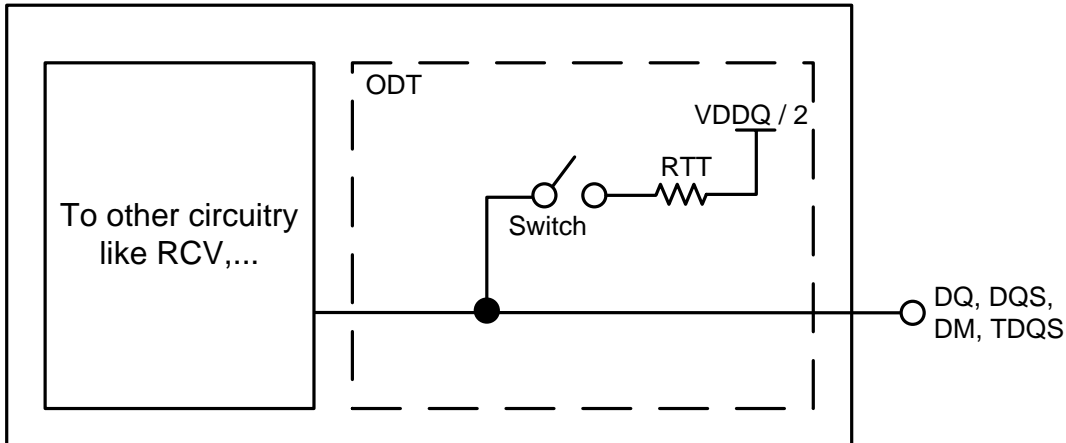 ODT
VDDQ / 2
RTT
Switch
To other circuitry
like RCV,...
DQ, DQS,
DM, TDQS